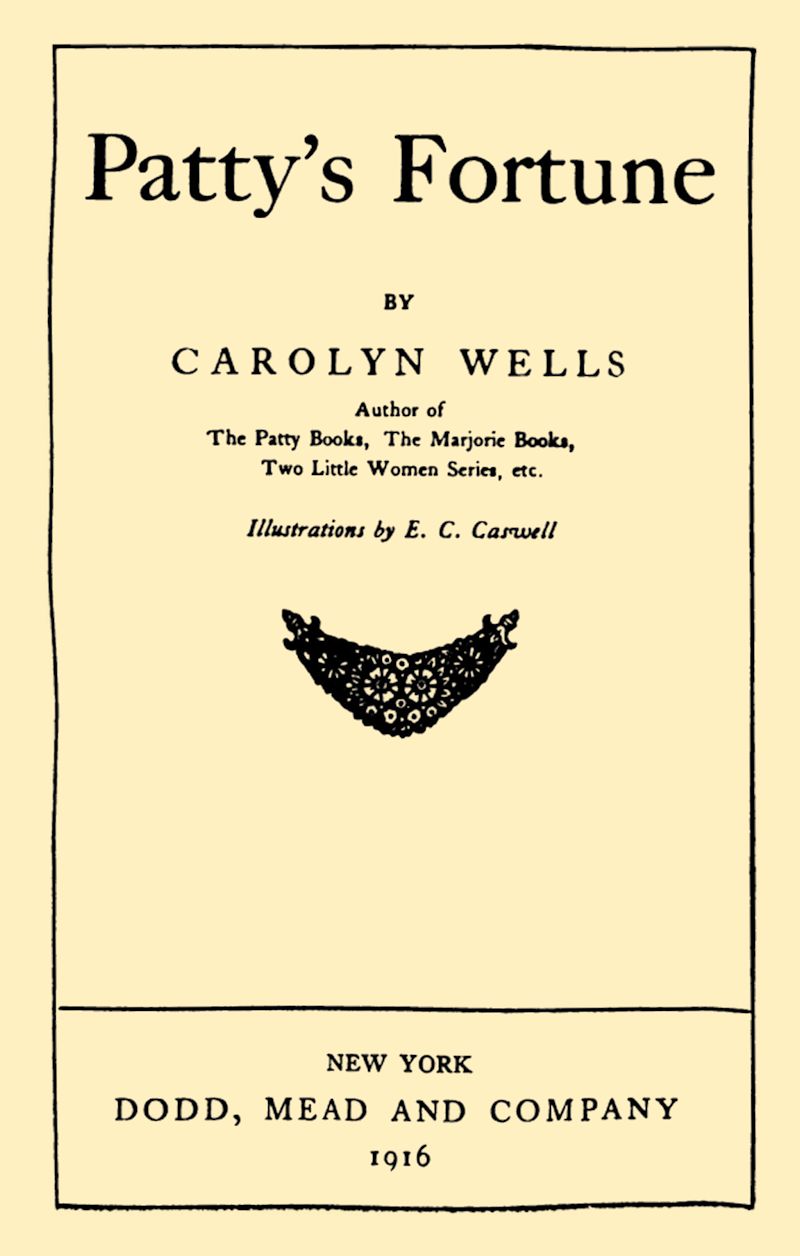 Patty's Fortune
BY
CAROLYN WELLS
Author of
The Patty Books, The Marjorie Books,
Two Little Women Series, etc.
Illustrations by E. C. Caswell
NEW YORK
DODD, MEAD AND COMPANY
1916